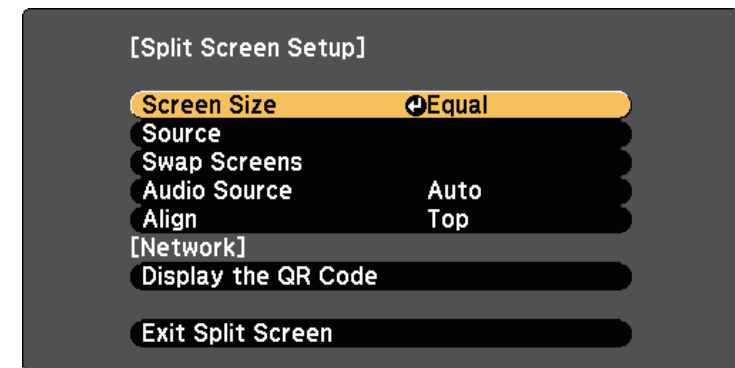 [Split Screen Setup]
Screen Size Equal
Source
Swap Screens
Audio Source Auto
Align Top
[Network]
Display the QR Code
Exit Split Screen